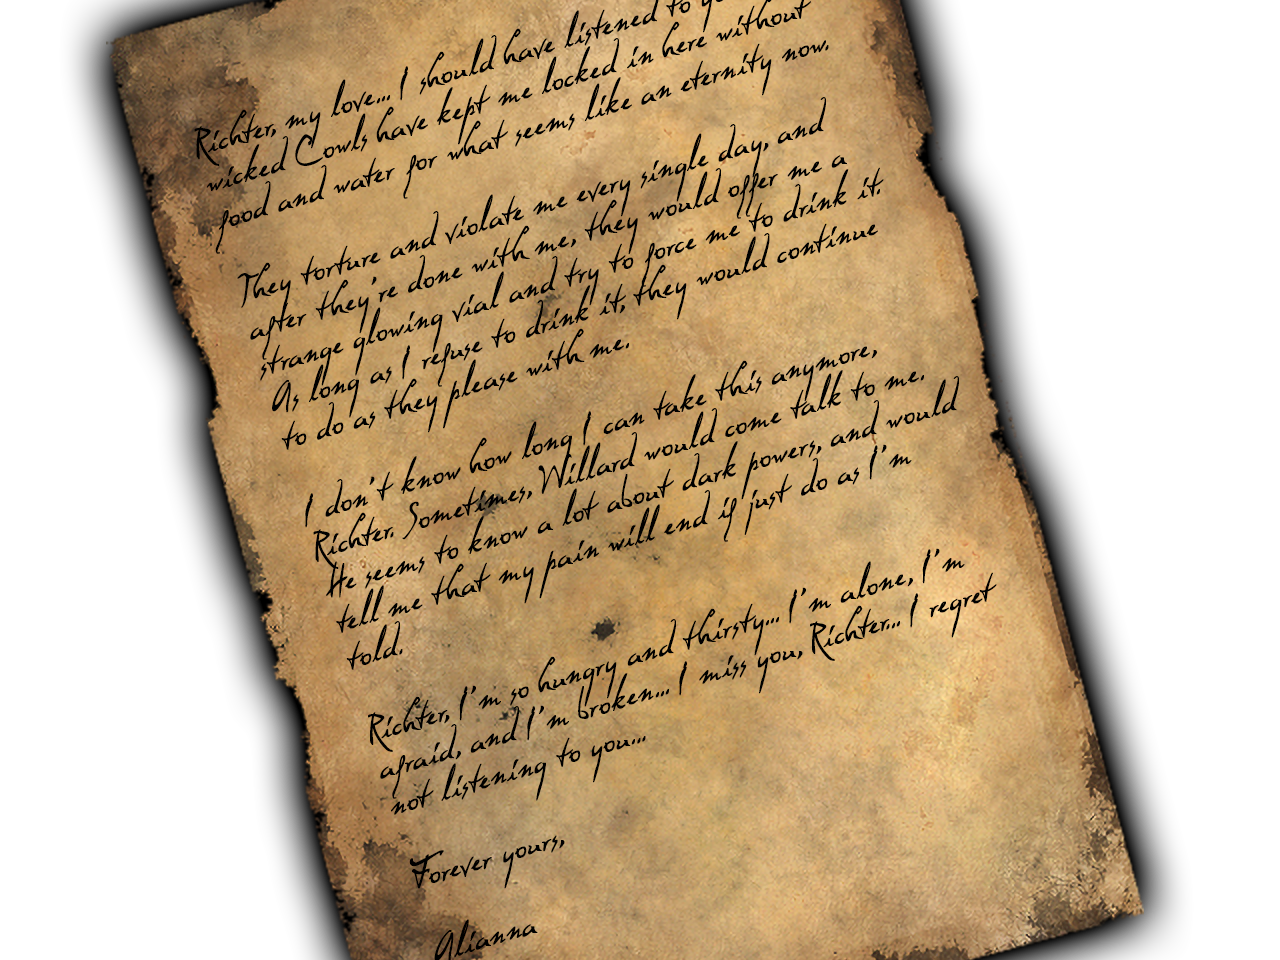 Richter, my love... I should have listened to
wicked Cowls have kept me locked in here without
food and water for what seems like an eternity now.
They torture and violate me every single day, and
after they're done with me, they would offer me a
strange glowing vial and try to force me to drink it.
As long as I refuse to drink it, they would continue
to do as they please with me.
I don't know how long I can take this anymore,
Richter. Sometimes, Willard would come talk to me.
He seems to know a lot about dark powers, and would
tell me that my pain will end if just do as I'm
told.
Richter, I'm so hungry and thirsty... I'm alone, I'm
afraid, and I'm broken... I miss you, Richter... I regret
not listening to you...
Forever yours,
Alianna